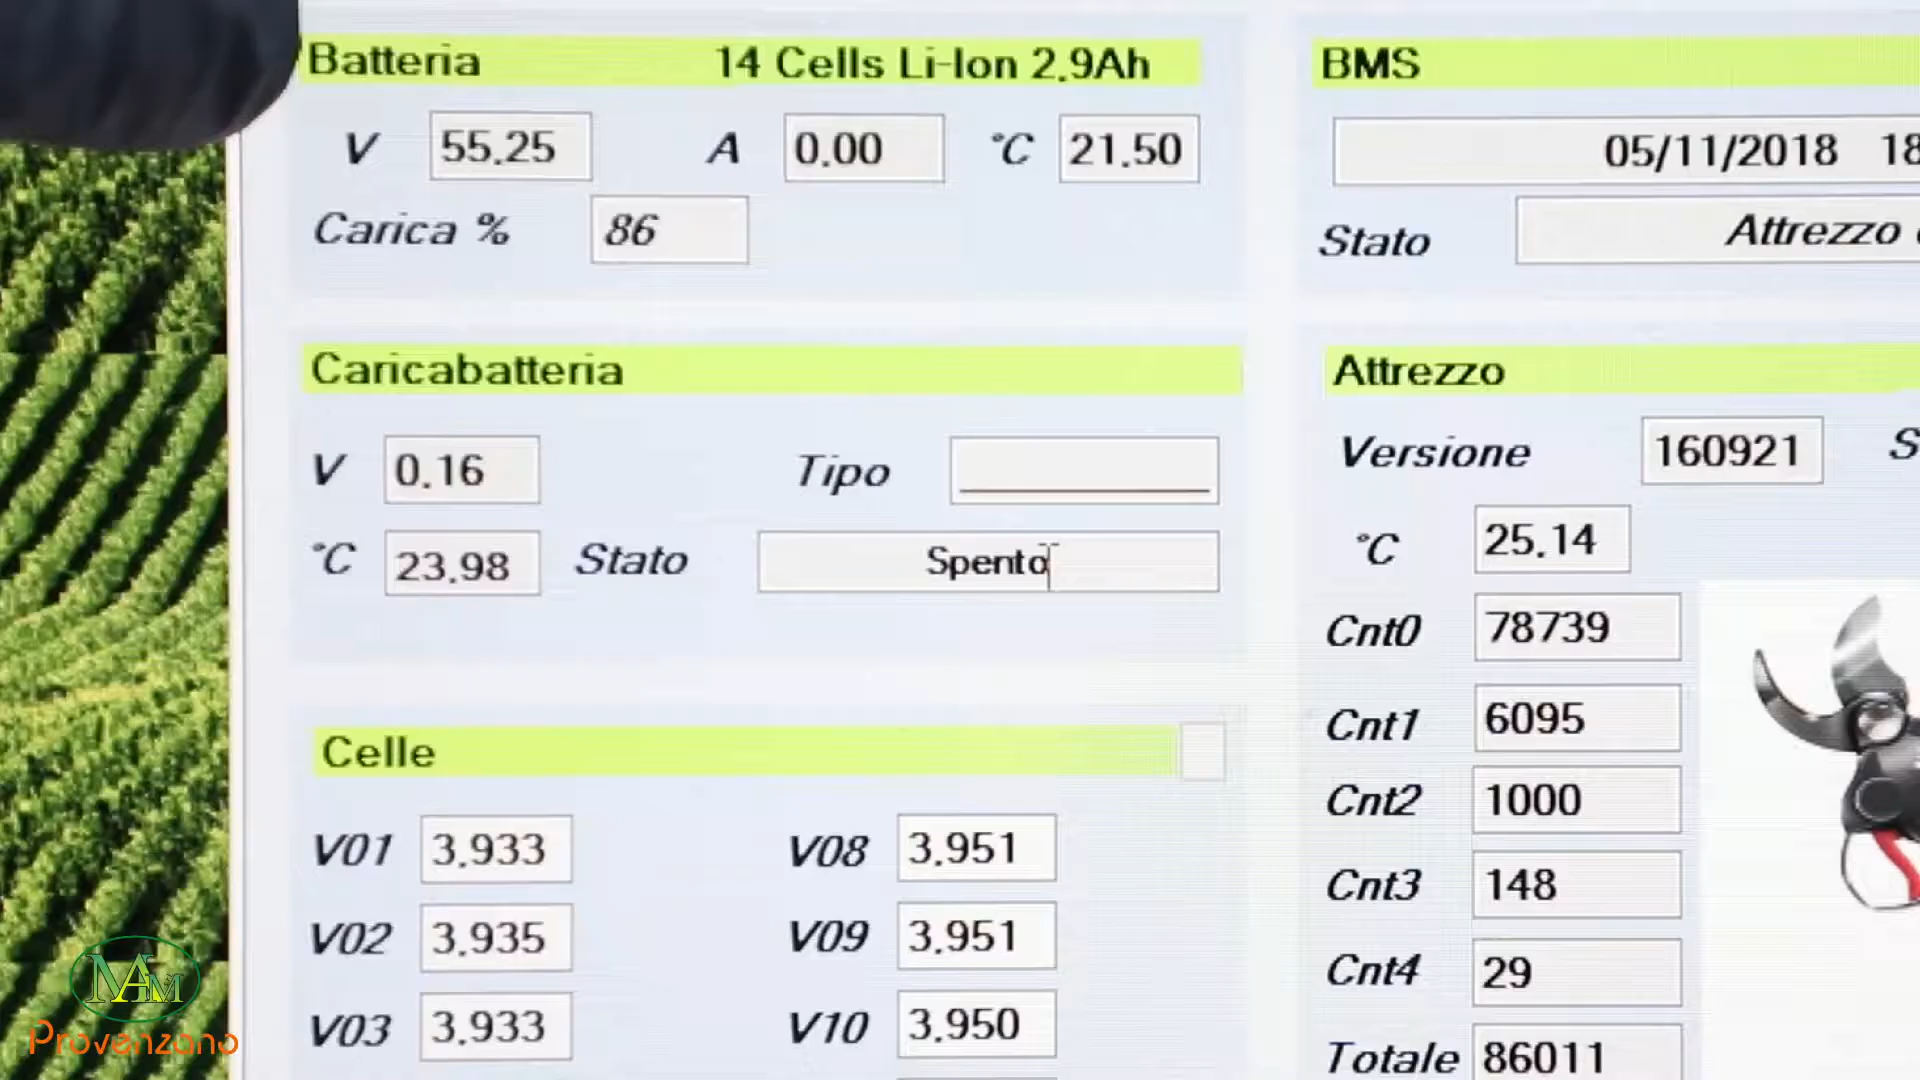 Batteria 14 Cells Li-Ion 2.9Ah
V 55.25 A 0.00 °C 21.50
Carica % 86
Caricabatteria
V 0.16 Tipo
°C 23.98 Stato Spento
Celle
V01 3.933 V08 3.951
V02 3.935 V09 3.951
V03 3.933 V10 3.950
BMS
05/11/2018 18
Stato Attrezzo
Attrezzo
Versione 160921 S
°C 25.14
Cnt0 78739
Cnt1 6095
Cnt2 1000
Cnt3 148
Cnt4 29
Totale 86011
MAM
Provenzano